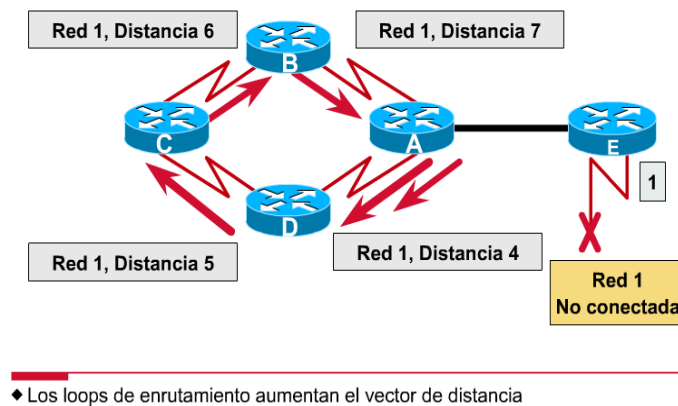 Red 1, Distancia 6
Red 1, Distancia 7
B
C
A
E
1
D
Red 1, Distancia 5
Red 1, Distancia 4
Red 1
No conectada
◆ Los loops de enrutamiento aumentan el vector de distancia